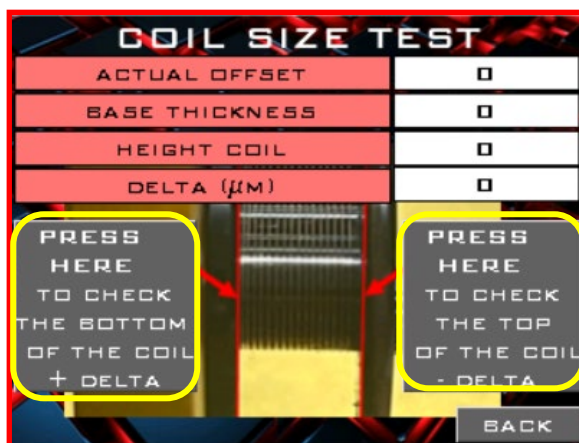 COIL SIZE TEST
ACTUAL OFFSET 0
BASE THICKNESS 0
HEIGHT COIL 0
DELTA (μM) 0
PRESS
HERE
TO CHECK
THE BOTTOM
OF THE COIL
+ DELTA
PRESS
HERE
TO CHECK
THE TOP
OF THE COIL
- DELTA
BACK